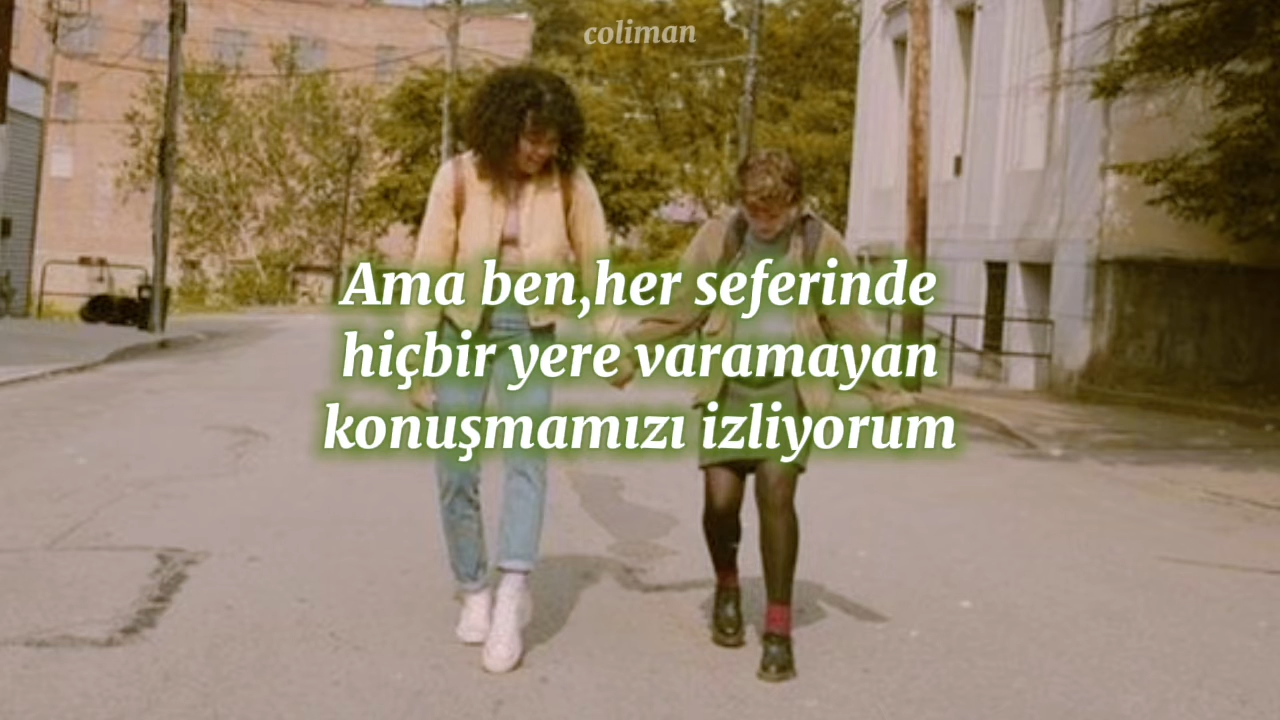 coliman
Ama ben,her seferinde
hiçbir yere varamayan
konuşmamızı izliyorum